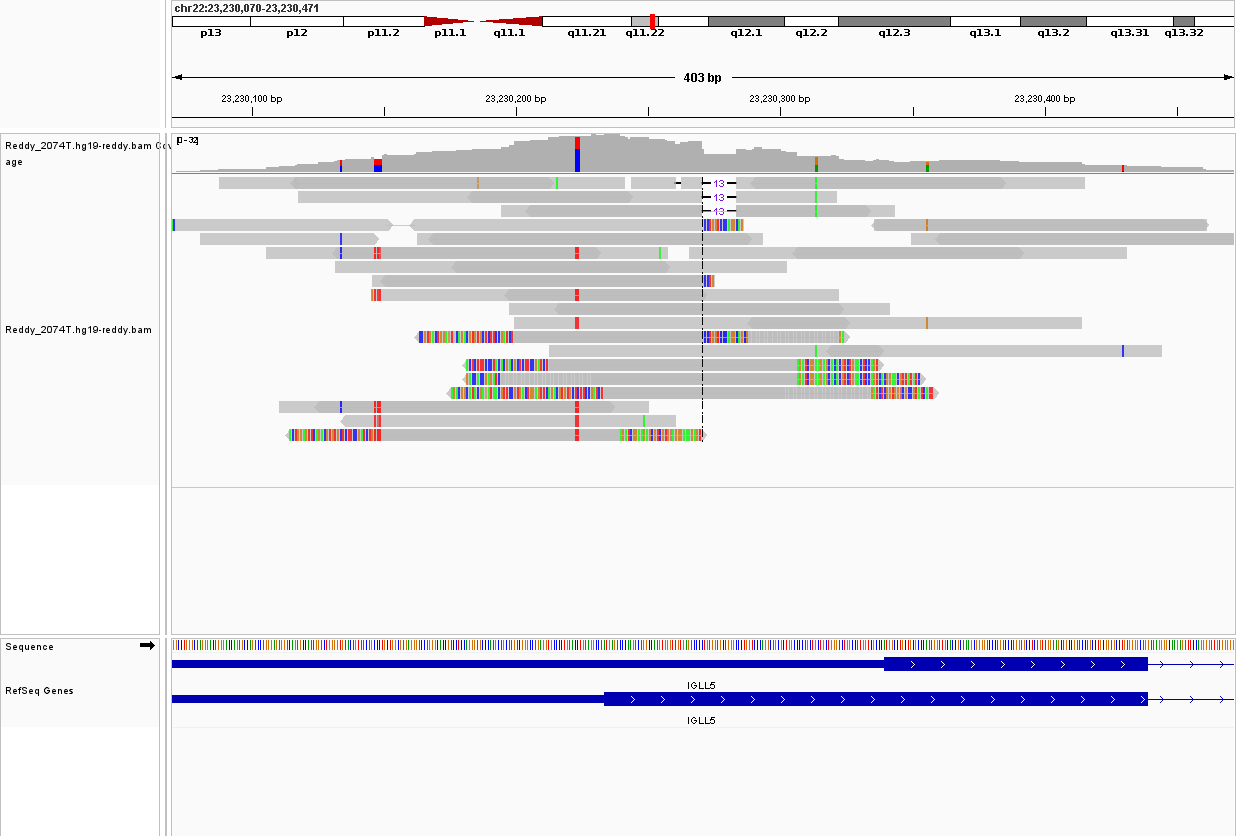 chr22:23,230,070-23,230,471
p13 p12 p11.2 p11.1 q11.1 q11.21 q11.22 q12.1 q12.2 q12.3 q13.1 q13.2 q13.31 q13.32
403 bp
23,230,100 bp 23,230,200 bp 23,230,300 bp 23,230,400 bp
Reddy_2074T.hg19-reddy.bam Cov
age
[0 - 32]
13
13
13
Reddy_2074T.hg19-reddy.bam
Sequence
RefSeq Genes
IGLL5
IGLL5